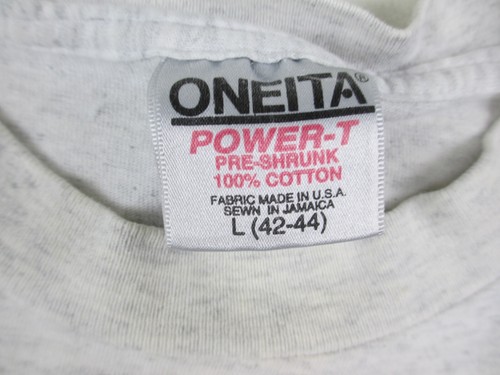 ONEITA®
POWER-T
PRE-SHRUNK
100% COTTON
FABRIC MADE IN U.S.A.
SEWN IN JAMAICA
L (42-44)